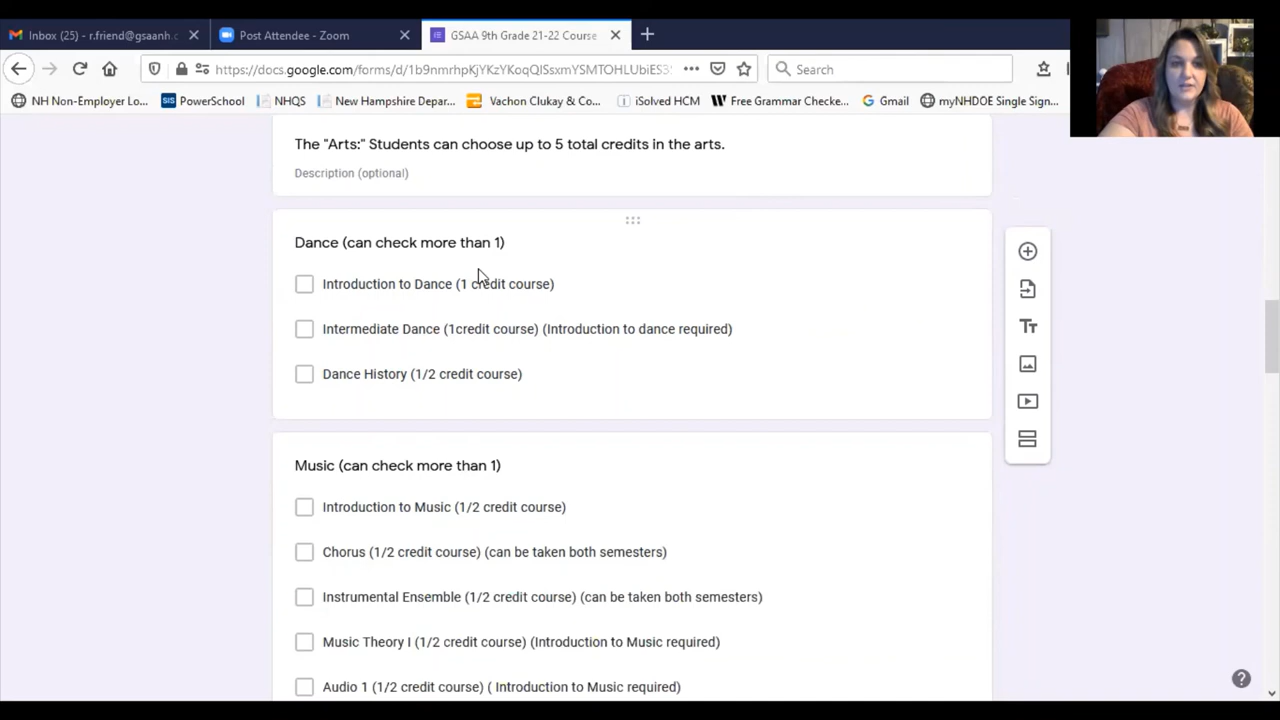 Inbox (25) - r.friend@gsaanh.c
Post Attendee - Zoom
GSAA 9th Grade 21-22 Course
https://docs.google.com/forms/d/1b9nmrhpKjYKzYKoqQISsxmYSMTOHLUbiES3
Search
NH Non-Employer Lo...
SIS PowerSchool
NHQS
New Hampshire Depar...
Vachon Clukay & Co...
iSolved HCM
Free Grammar Checke...
Gmail
myNHDOE Single Sign...
The "Arts:" Students can choose up to 5 total credits in the arts.
Description (optional)
Dance (can check more than 1)
Introduction to Dance (1 credit course)
Intermediate Dance (1credit course) (Introduction to dance required)
Dance History (1/2 credit course)
Tт
Music (can check more than 1)
Introduction to Music (1/2 credit course)
Chorus (1/2 credit course) (can be taken both semesters)
Instrumental Ensemble (1/2 credit course) (can be taken both semesters)
Music Theory I (1/2 credit course) (Introduction to Music required)
Audio 1 (1/2 credit course) ( Introduction to Music required)